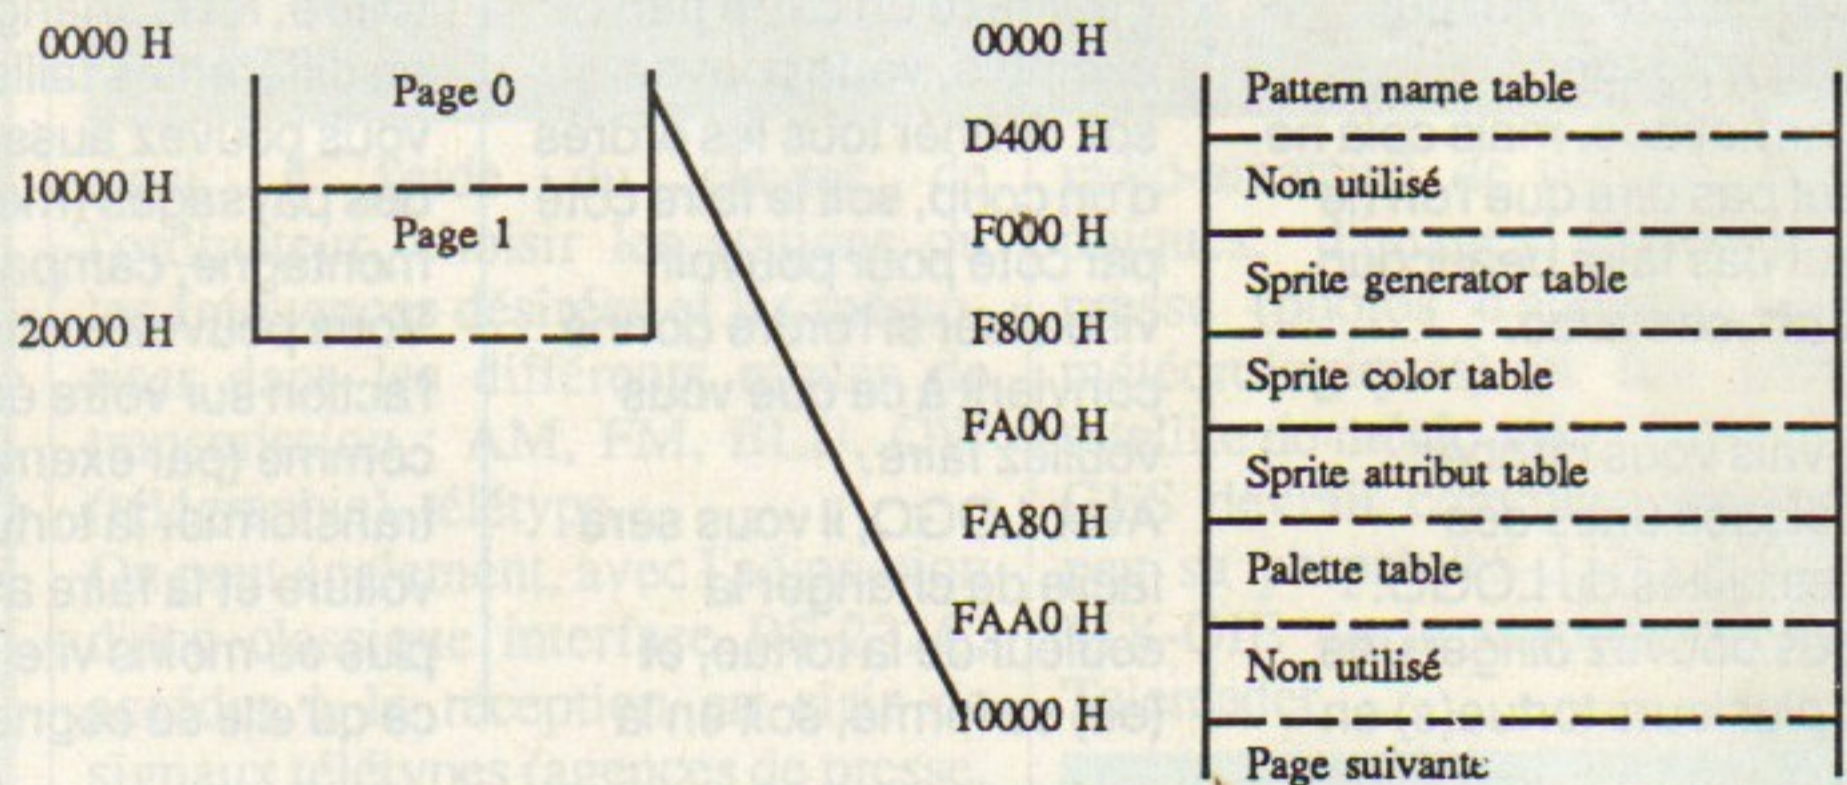 0000 H
Page 0
10000 H
Page 1
20000 H
0000 H
Pattern name table
D400 H
Non utilisé
F000 H
Sprite generator table
F800 H
Sprite color table
FA00 H
Sprite attribut table
FA80 H
Palette table
FAA0 H
Non utilisé
10000 H
Page suivante